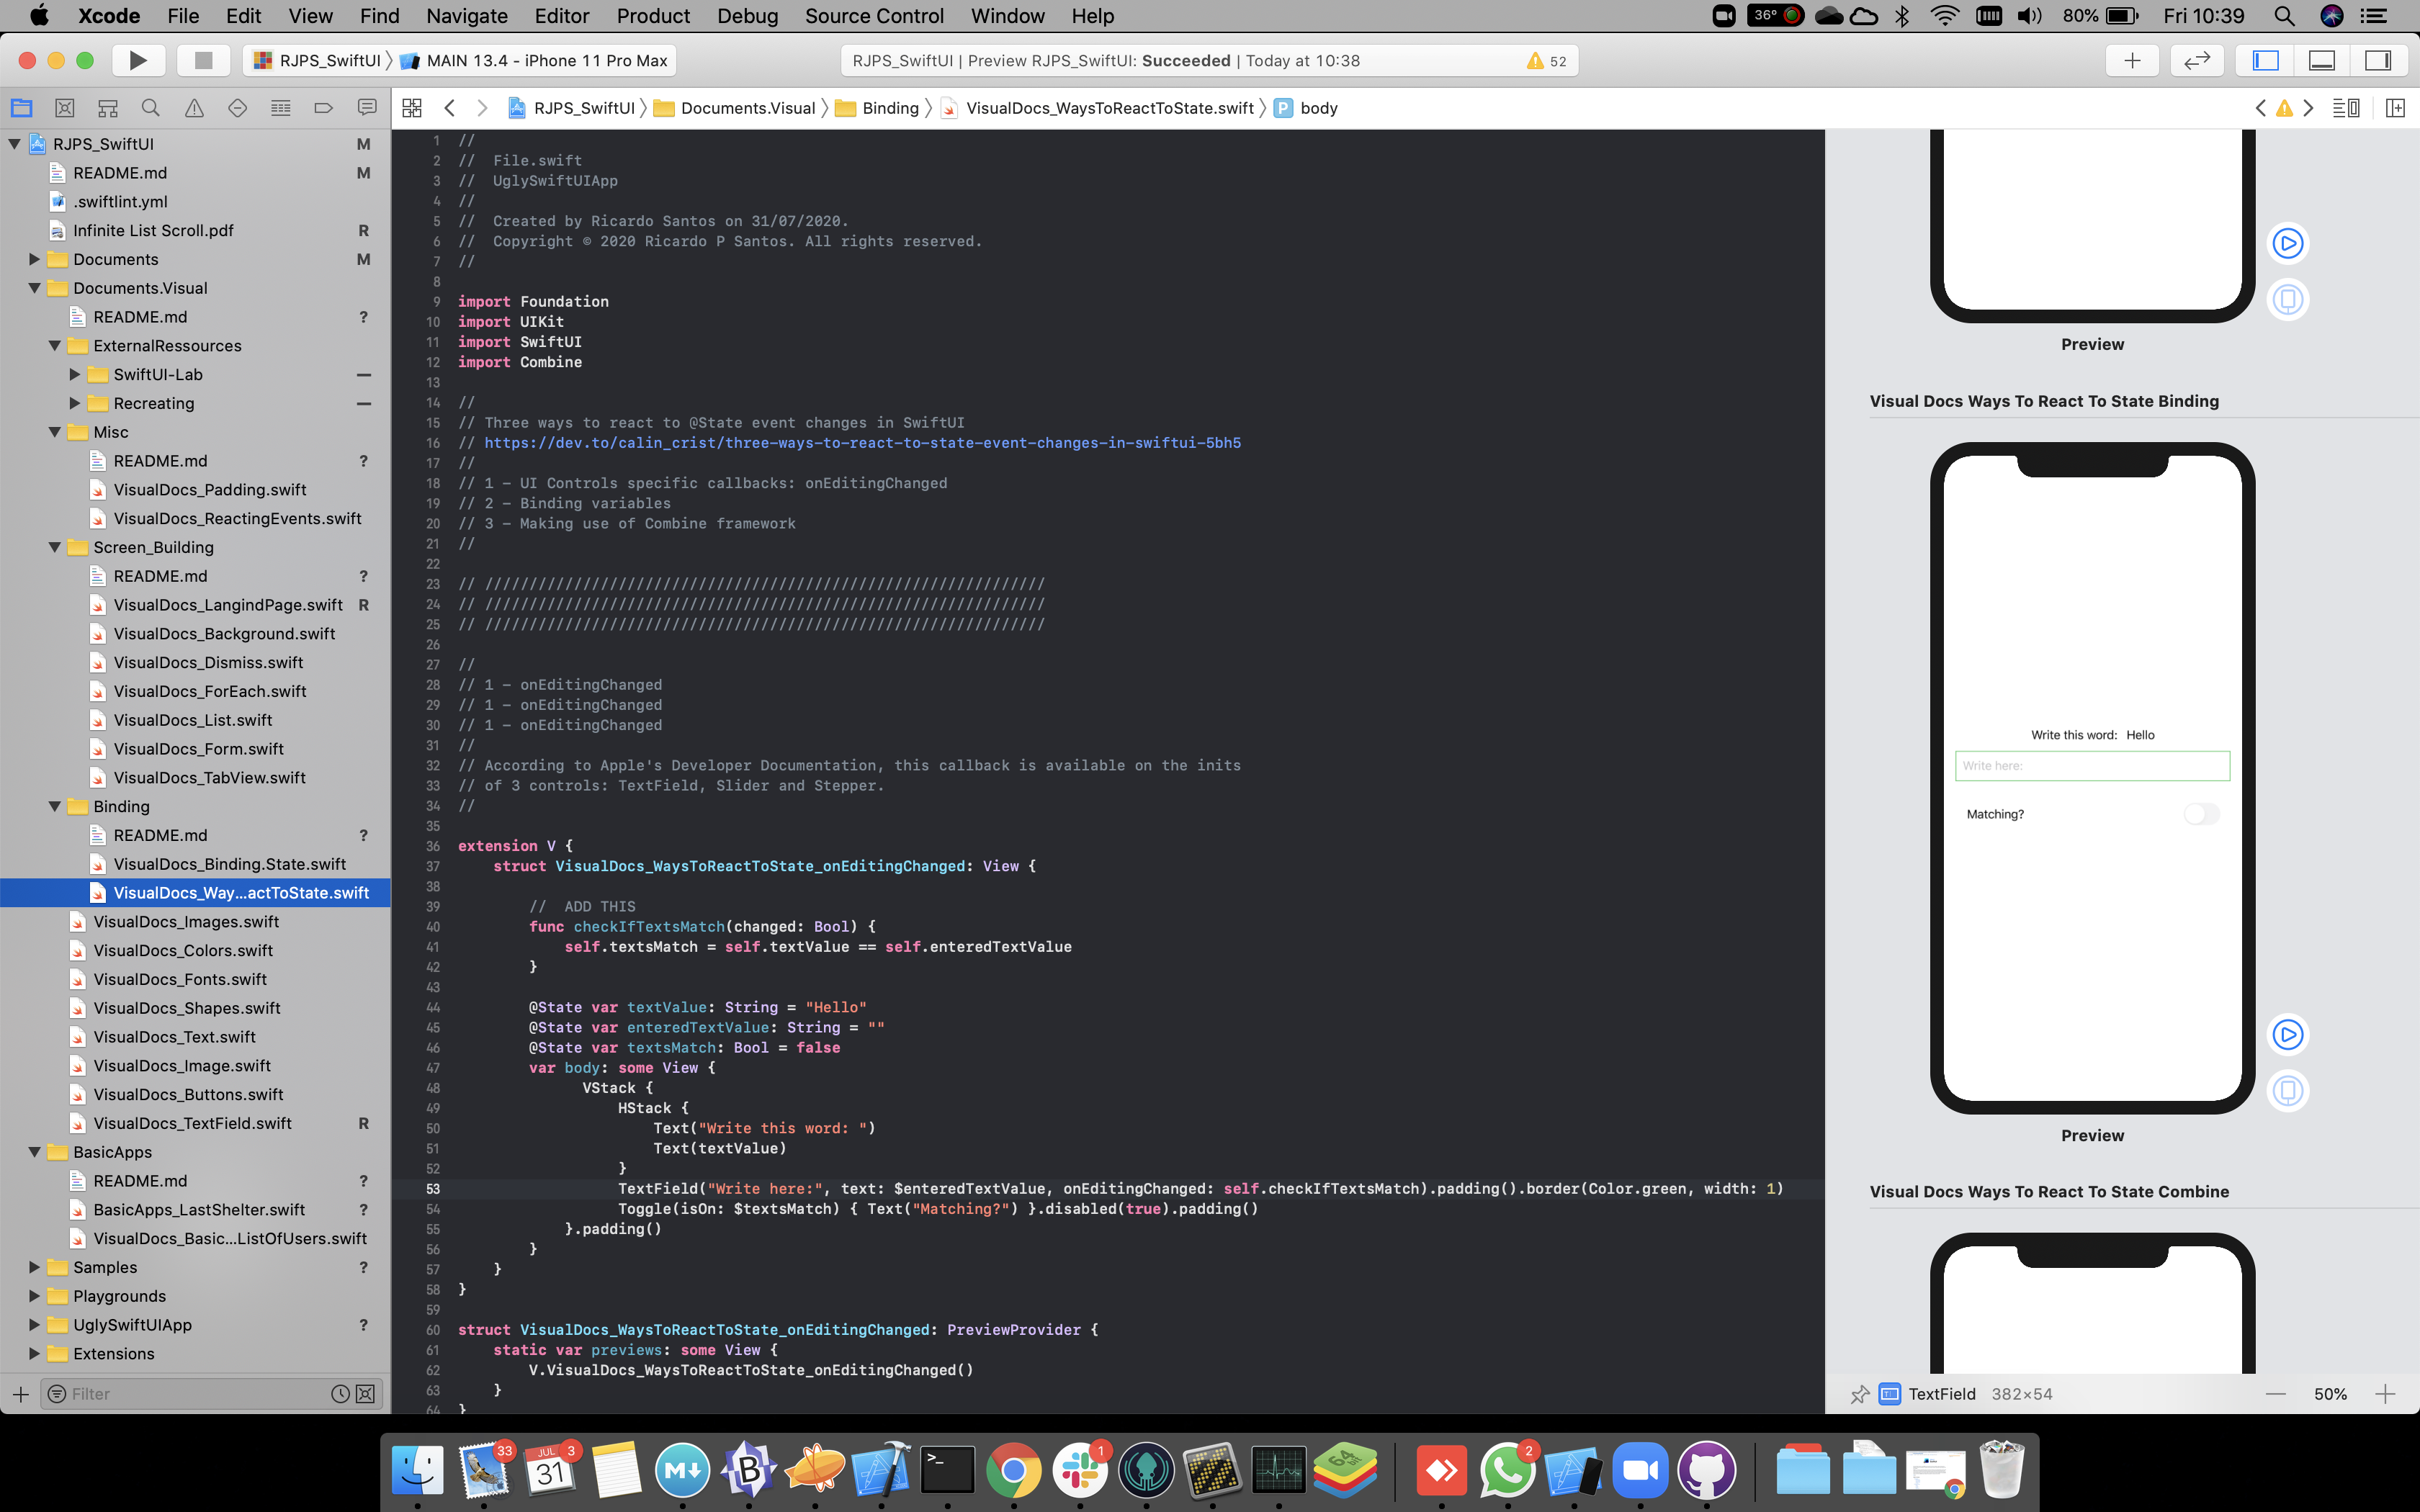 Xcode File Edit View Find Navigate Editor Product Debug Source Control Window Help 36° 80% Fri 10:39
RJPS_SwiftUI MAIN 13.4 - iPhone 11 Pro Max RJPS_SwiftUI | Preview RJPS_SwiftUI: Succeeded | Today at 10:38 52
RJPS_SwiftUI Documents.Visual Binding VisualDocs_WaysToReactToState.swift P body
RJPS_SwiftUI M
README.md M
.swiftlint.yml
Infinite List Scroll.pdf R
Documents M
Documents.Visual
README.md ?
ExternalRessources
SwiftUI-Lab
Recreating
Misc
README.md ?
VisualDocs_Padding.swift
VisualDocs_ReactingEvents.swift
Screen_Building
README.md ?
VisualDocs_LangindPage.swift R
VisualDocs_Background.swift
VisualDocs_Dismiss.swift
VisualDocs_ForEach.swift
VisualDocs_List.swift
VisualDocs_Form.swift
VisualDocs_TabView.swift
Binding
README.md ?
VisualDocs_Binding.State.swift
VisualDocs_Way...actToState.swift
VisualDocs_Images.swift
VisualDocs_Colors.swift
VisualDocs_Fonts.swift
VisualDocs_Shapes.swift
VisualDocs_Text.swift
VisualDocs_Image.swift
VisualDocs_Buttons.swift
VisualDocs_TextField.swift R
BasicApps
README.md ?
BasicApps_LastShelter.swift ?
VisualDocs_Basic...ListOfUsers.swift
Samples ?
Playgrounds
UglySwiftUIApp ?
Extensions
Filter
1 //
2 // File.swift
3 // UglySwiftUIApp
4 //
5 // Created by Ricardo Santos on 31/07/2020.
6 // Copyright © 2020 Ricardo P Santos. All rights reserved.
7 //
8
9 import Foundation
10 import UIKit
11 import SwiftUI
12 import Combine
13
14 //
15 // Three ways to react to @State event changes in SwiftUI
16 // https://dev.to/calin_crist/three-ways-to-react-to-state-event-changes-in-swiftui-5bh5
17 //
18 // 1 - UI Controls specific callbacks: onEditingChanged
19 // 2 - Binding variables
20 // 3 - Making use of Combine framework
21 //
22
23 // ///////////////////////////////////////////////////////////////
24 // ///////////////////////////////////////////////////////////////
25 // ///////////////////////////////////////////////////////////////
26
27 //
28 // 1 - onEditingChanged
29 // 1 - onEditingChanged
30 // 1 - onEditingChanged
31 //
32 // According to Apple's Developer Documentation, this callback is available on the inits
33 // of 3 controls: TextField, Slider and Stepper.
34 //
35
36 extension V {
37 struct VisualDocs_WaysToReactToState_onEditingChanged: View {
38
39 // ADD THIS
40 func checkIfTextsMatch(changed: Bool) {
41 self.textsMatch = self.textValue == self.enteredTextValue
42 }
43
44 @State var textValue: String = "Hello"
45 @State var enteredTextValue: String = ""
46 @State var textsMatch: Bool = false
47 var body: some View {
48 VStack {
49 HStack {
50 Text("Write this word: ")
51 Text(textValue)
52 }
53 TextField("Write here:", text: $enteredTextValue, onEditingChanged: self.checkIfTextsMatch).padding().border(Color.green, width: 1)
54 Toggle(isOn: $textsMatch) { Text("Matching?") }.disabled(true).padding()
55 }.padding()
56 }
57 }
58 }
59
60 struct VisualDocs_WaysToReactToState_onEditingChanged: PreviewProvider {
61 static var previews: some View {
62 V.VisualDocs_WaysToReactToState_onEditingChanged()
63 }
64 }
Preview
Visual Docs Ways To React To State Binding
Write this word: Hello
Write here:
Matching?
Preview
Visual Docs Ways To React To State Combine
TextField 382×54 50%
33
JUL 3
31
M
B
>_
1
64 bit
2